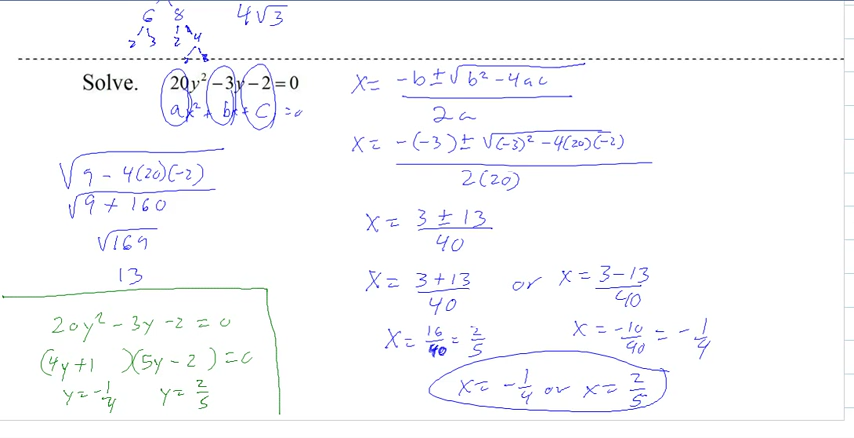 6 8 4√3
2 3 2 4
Solve. 20y² − 3y − 2 = 0
ax² + bx + c = 0
√(9 − 4(20)(−2))
√(9 + 160)
√169
13
20y² − 3y − 2 = 0
(4y + 1 )(5y − 2 ) = 0
y = −1/4 y = 2/5
x = (−b ± √(b² − 4ac))/(2a)
x = (−(−3) ± √((−3)² − 4(20)(−2)))/(2(20))
x = (3 ± 13)/40
x = (3 + 13)/40 or x = (3 − 13)/40
x = 16/40 = 2/5 x = −10/40 = −1/4
x = −1/4 or x = 2/5